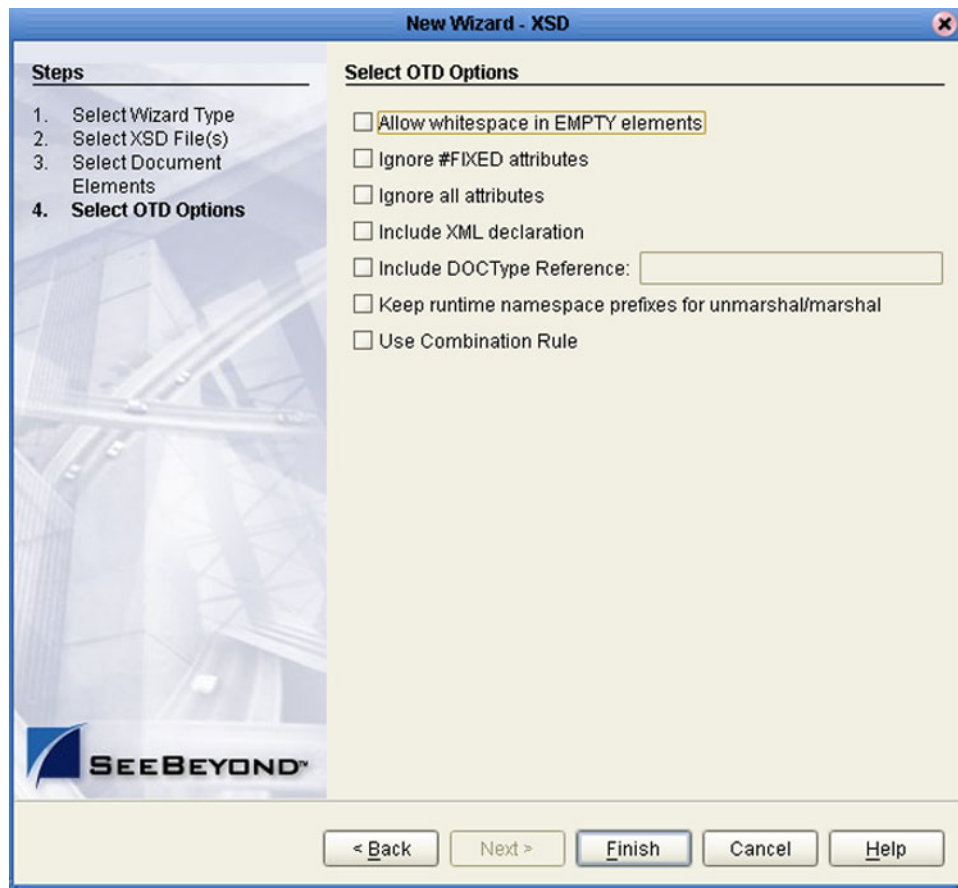 New Wizard - XSD
Steps
1. Select Wizard Type
2. Select XSD File(s)
3. Select Document
Elements
4. Select OTD Options
SEEBEYOND™
Select OTD Options
Allow whitespace in EMPTY elements
Ignore #FIXED attributes
Ignore all attributes
Include XML declaration
Include DOCType Reference:
Keep runtime namespace prefixes for unmarshal/marshal
Use Combination Rule
< Back Next > Finish Cancel Help